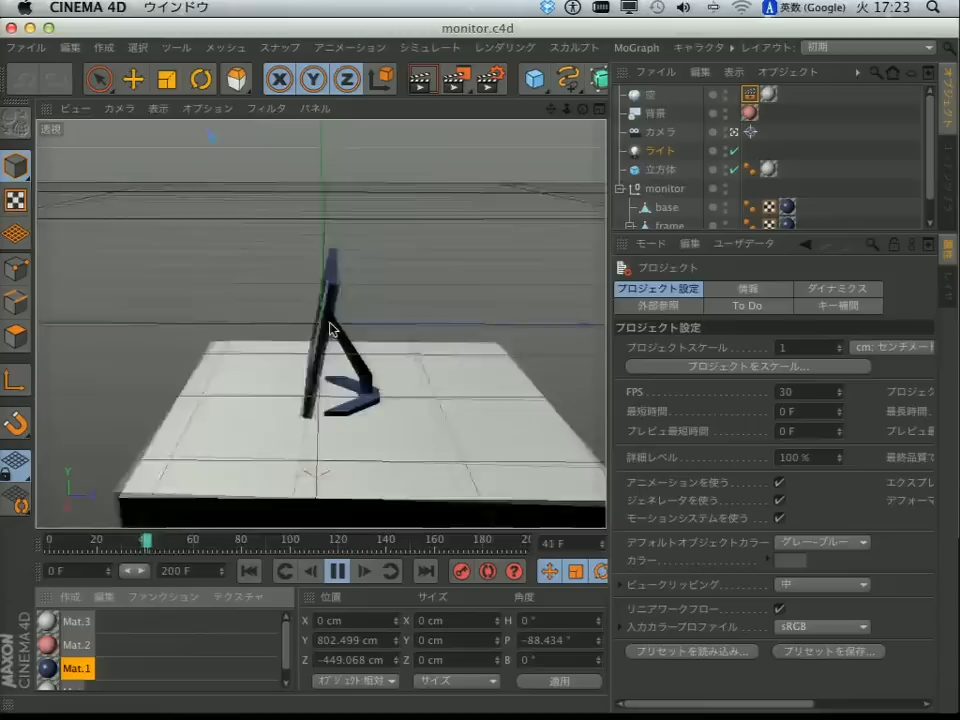 CINEMA 4D ウインドウ
英数 (Google) 火 17:23
monitor.c4d
ファイル 編集 作成 選択 ツール メッシュ スナップ アニメーション シミュレート レンダリング スカルプト MoGraph キャラクタ レイアウト: 初期
ビュー カメラ 表示 オプション フィルタ パネル
透視
ファイル 編集 表示 オブジェクト
空
背景
カメラ
ライト
立方体
monitor
base
frame
オブジェクト
モード 編集 ユーザデータ
属性
プロジェクト
プロジェクト設定 情報 ダイナミクス
外部参照 To Do キー補間
プロジェクト設定
プロジェクトスケール 1 cm: センチメート
プロジェクトをスケール...
FPS 30 プロジェ
最短時間 0 F 最長時間
プレビュ最短時間 0 F プレビュ最
詳細レベル 100 % 最終品質て
アニメーションを使う エクスプレ
ジェネレータを使う デフォーマ
モーションシステムを使う
デフォルトオブジェクトカラー グレー-ブルー
カラー
ビュークリッピング 中
リニアワークフロー
入力カラープロファイル sRGB
プリセットを読み込み... プリセットを保存...
Y
0 20 60 80 100 120 140 160 180 20
41 F
0 F 200 F
作成 編集 ファンクション テクスチャ
Mat.3
Mat.2
Mat.1
位置 サイズ 角度
X 0 cm X 0 cm H 0 °
Y 802.499 cm Y 0 cm P -88.434 °
Z -449.068 cm Z 0 cm B 0 °
オブジェクト相対 サイズ 適用
MAXON
CINEMA 4D